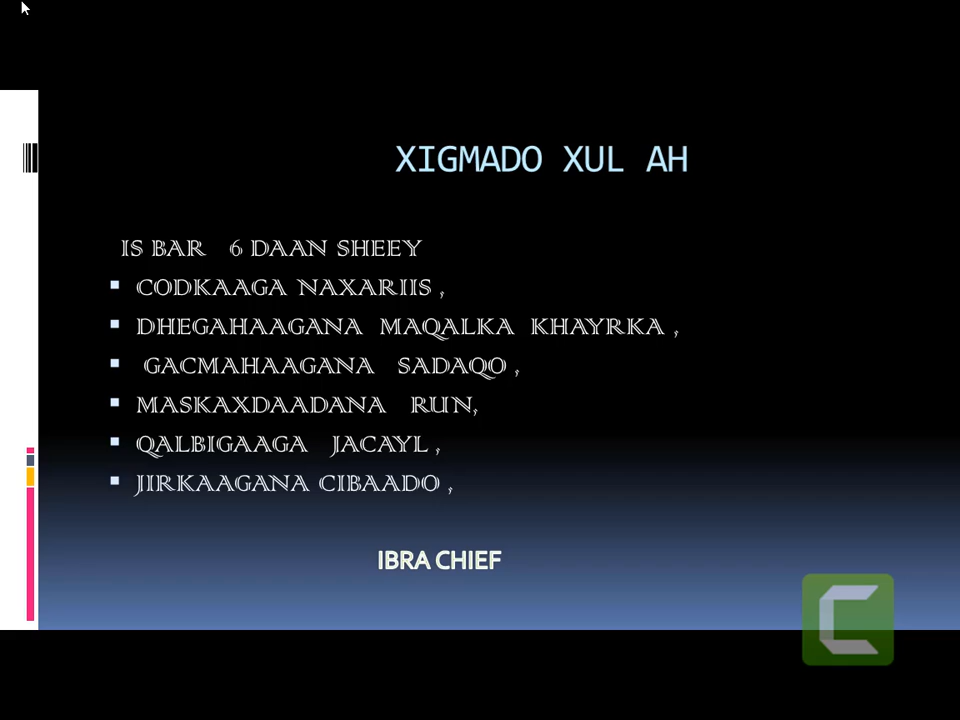 XIGMADO XUL AH
IS BAR 6 DAAN SHEEY
CODKAAGA NAXARIIS ,
DHEGAHAAGANA MAQALKA KHAYRKA ,
GACMAHAAGANA SADAQO ,
MASKAXDAADANA RUN,
QALBIGAAGA JACAYL ,
JIRKAAGANA CIBAADO ,
IBRA CHIEF